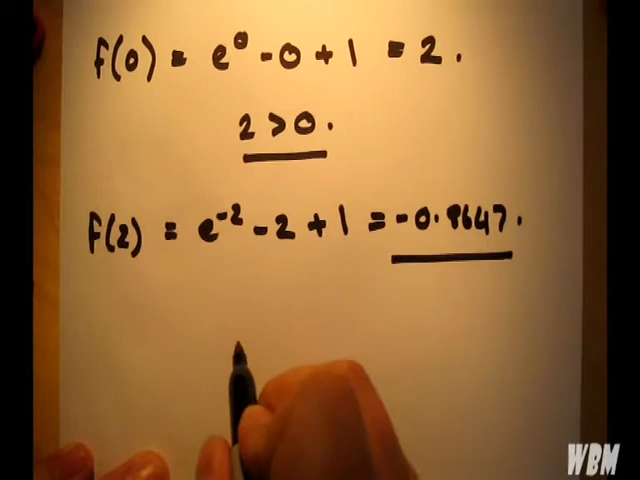 f(0) = e⁰ - 0 + 1 = 2.
2 > 0.
f(2) = e⁻² - 2 + 1 = -0.8647.
WBM